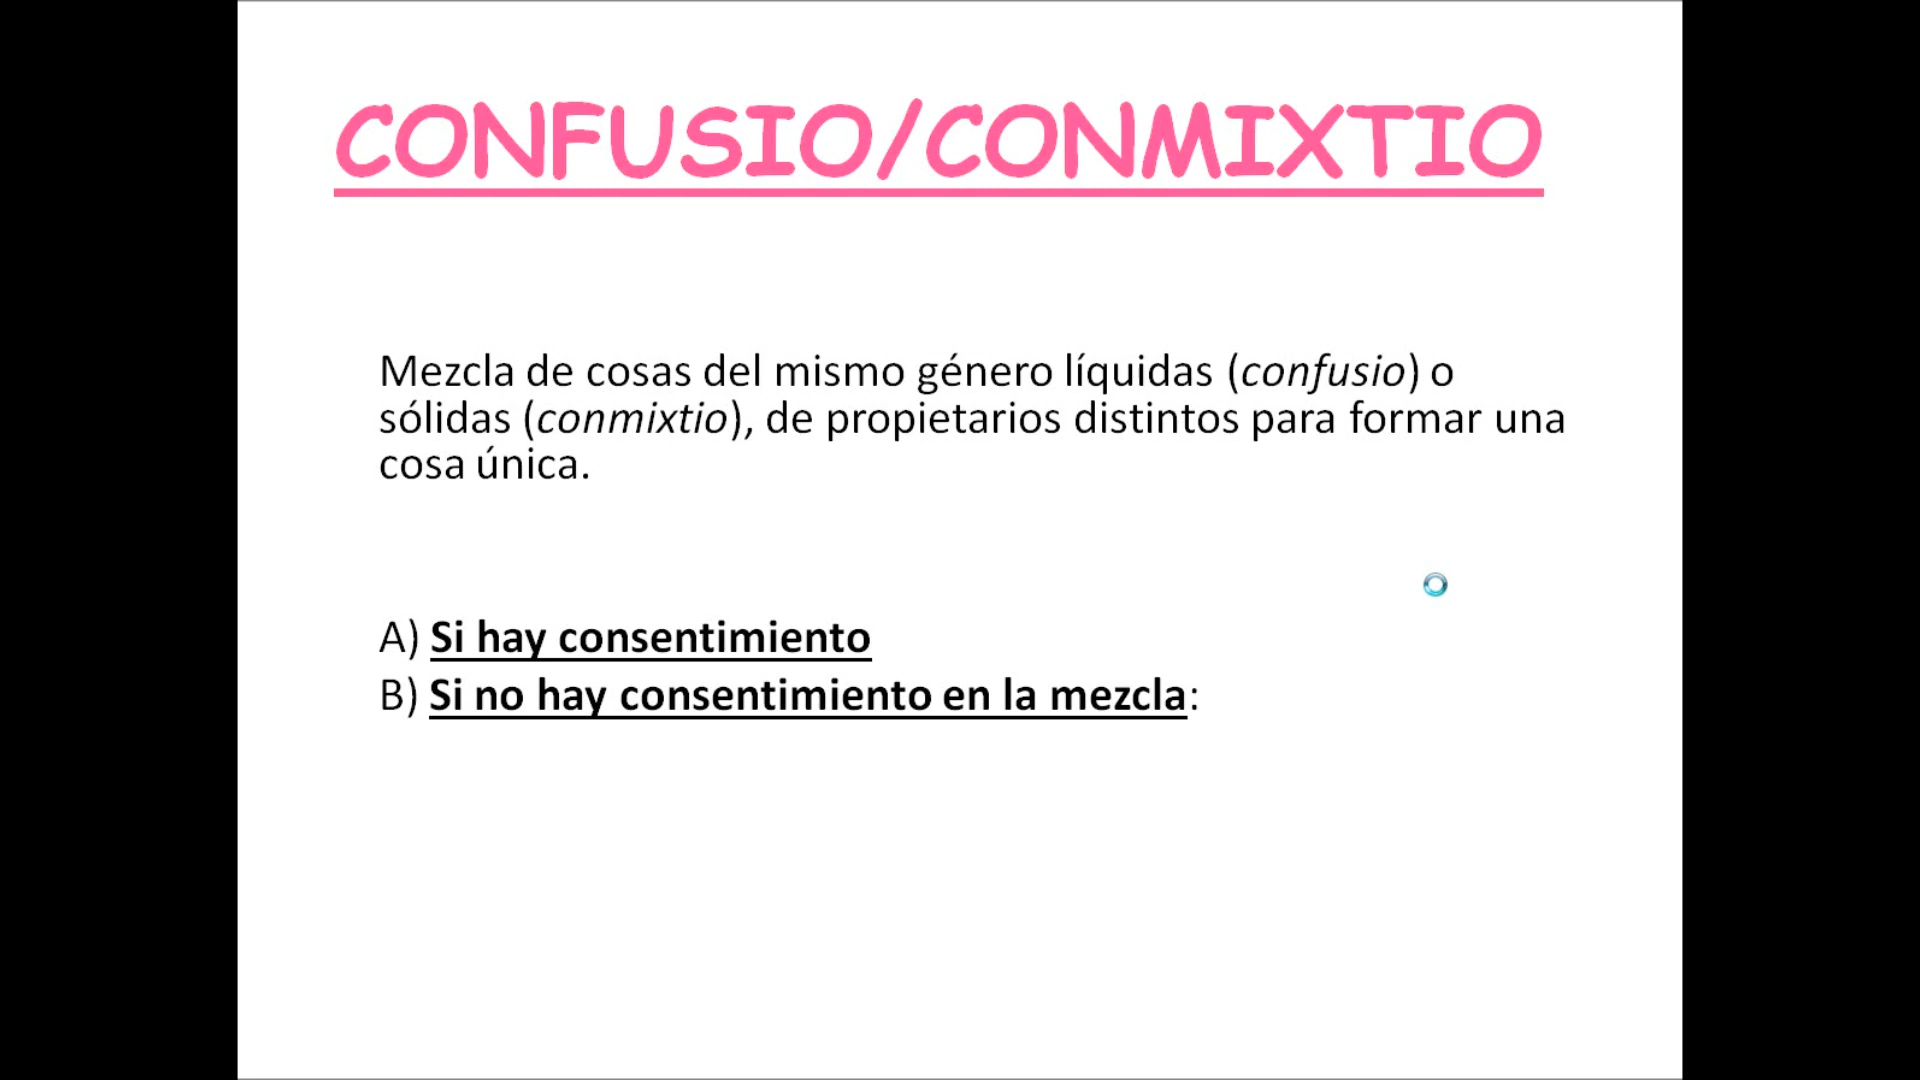 CONFUSIO/CONMIXTIO
Mezcla de cosas del mismo género líquidas (confusio) o
sólidas (conmixtio), de propietarios distintos para formar una
cosa única.
A) Si hay consentimiento
B) Si no hay consentimiento en la mezcla: